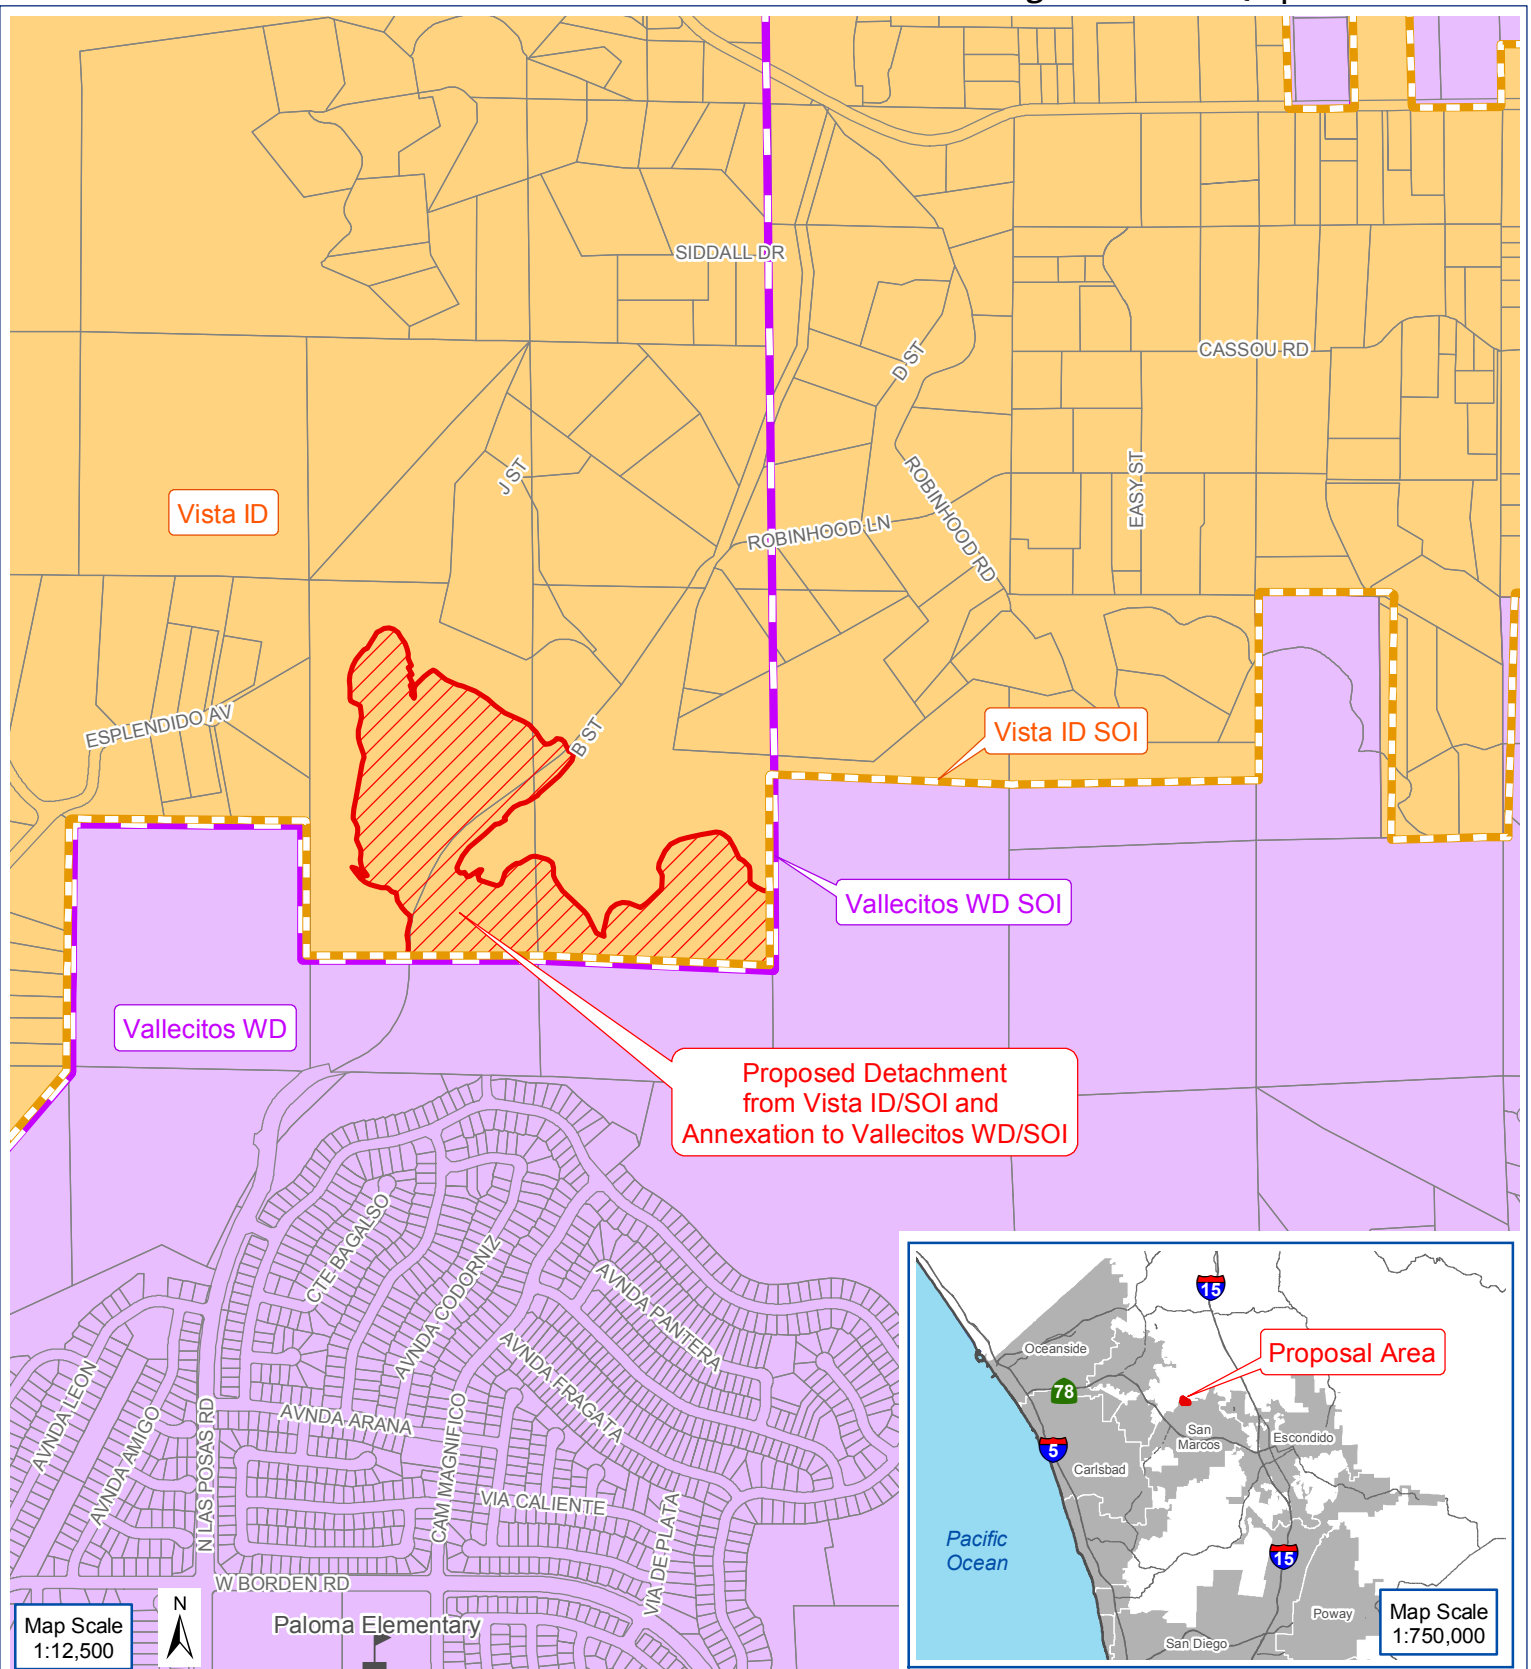 SIDDALL DR
CASSOU RD
D ST
J ST
EASY ST
ROBINHOOD LN
ROBINHOOD RD
Vista ID
ESPLENDIDO AV
B ST
Vista ID SOI
Vallecitos WD SOI
Vallecitos WD
Proposed Detachment
from Vista ID/SOI and
Annexation to Vallecitos WD/SOI
CTE BAGALSO
AVNDA CODORNIZ
AVNDA PANTERA
AVNDA FRAGATA
AVNDA LEON
AVNDA AMIGO
N LAS POSAS RD
AVNDA ARANA
CAM MAGNIFICO
VIA CALIENTE
VIA DE PLATA
W BORDEN RD
Paloma Elementary
Map Scale
1:12,500
N
15
Oceanside
Proposal Area
78
San
Marcos
Escondido
5
Carlsbad
Pacific
Ocean
15
Poway
San Diego
Map Scale
1:750,000